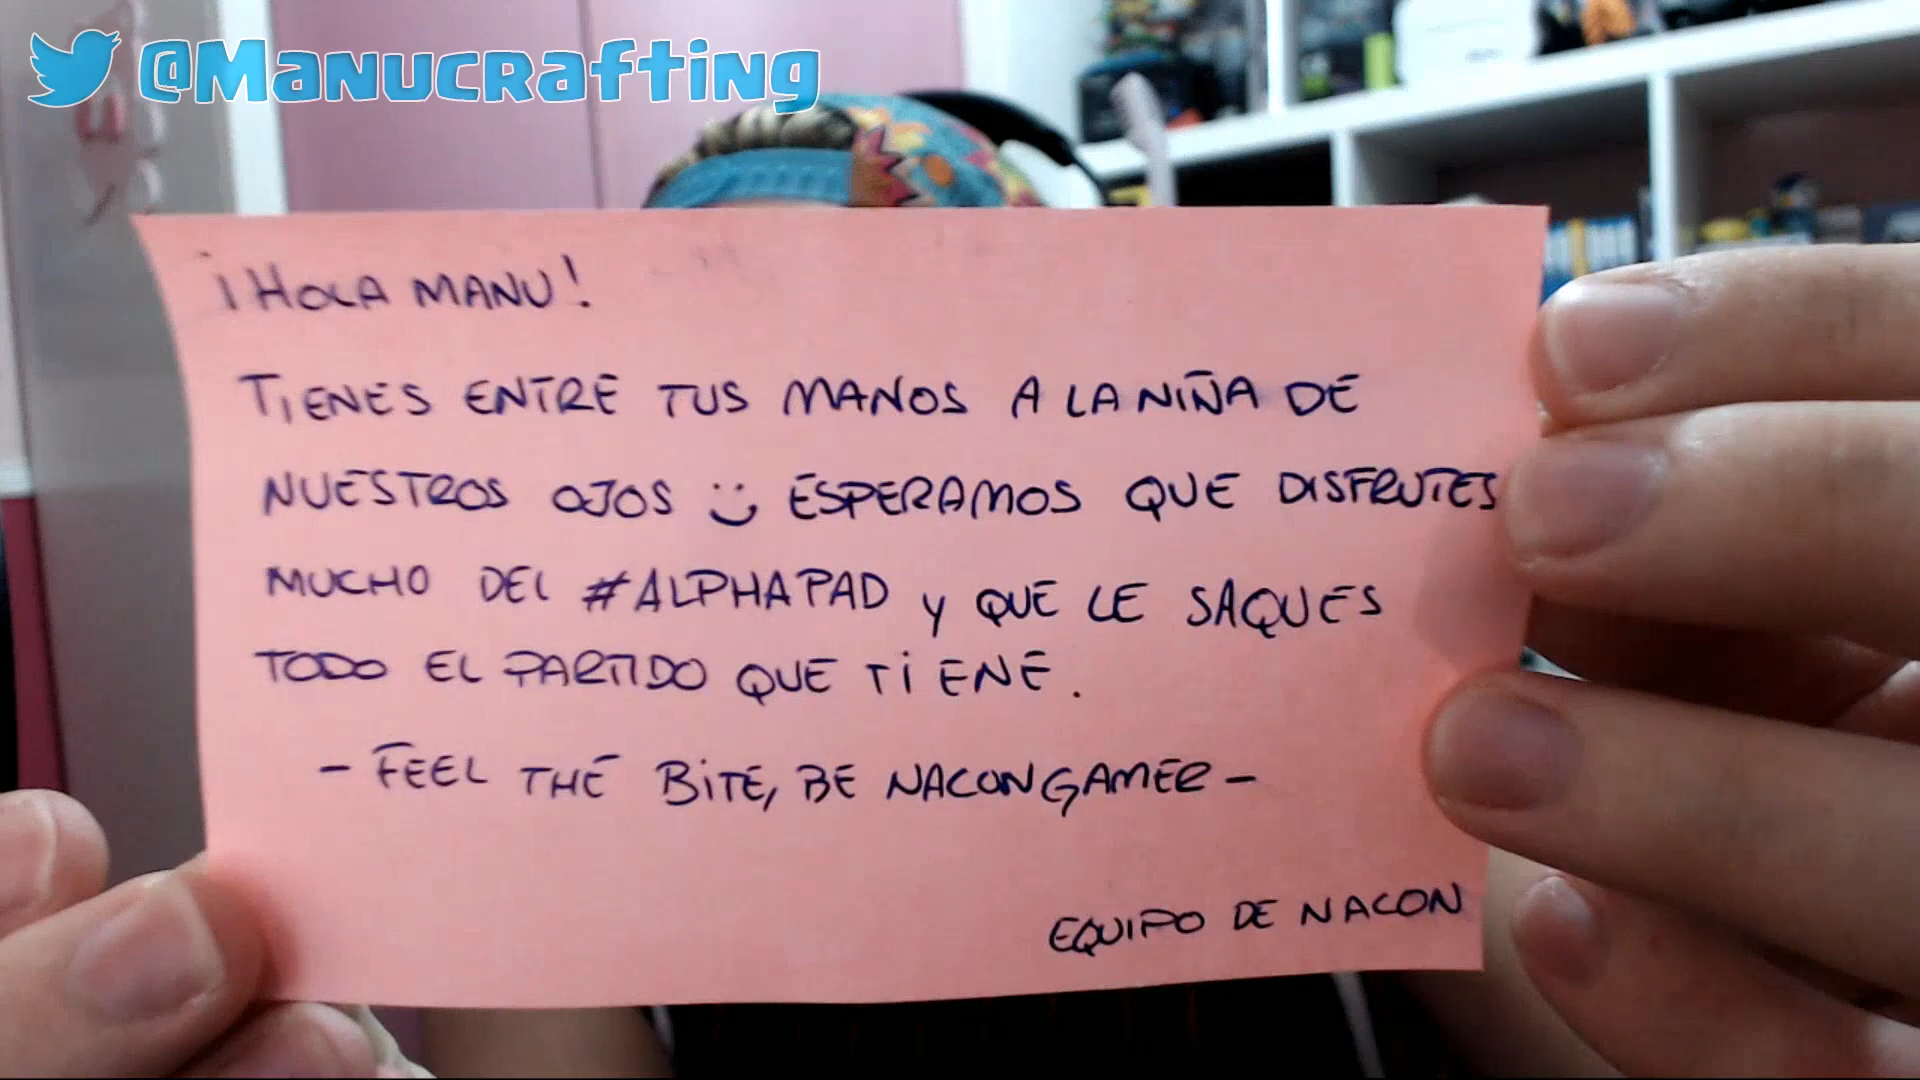 @Manucrafting
¡HOLA MANU!
TIENES ENTRE TUS MANOS A LA NIÑA DE
NUESTROS OJOS ESPERAMOS QUE DISFRUTES
MUCHO DEL #ALPHAPAD Y QUE LE SAQUES
TODO EL PARTIDO QUE TIENE.
- FEEL THE BITE, BE NACONGAMER -
EQUIPO DE NACON